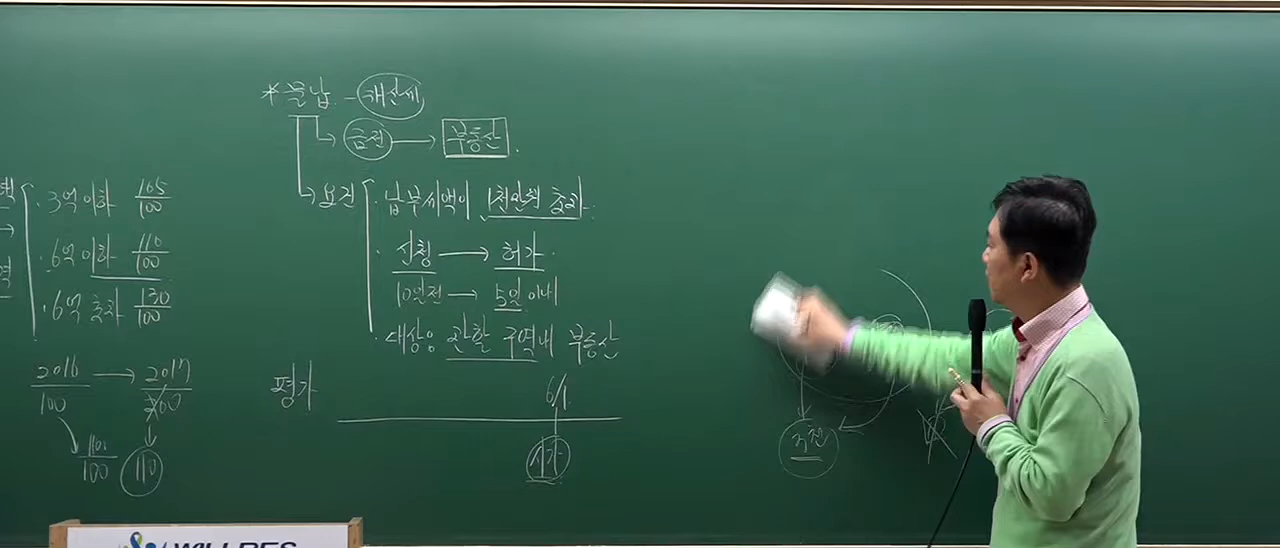 * 물납 - 재산세
금전 → 부동산.
→ 요건
· 납부세액이 1천만원 초과.
· 신청 → 허가.
10일전 → 5일 이내
· 대상은 관할 구역내 부동산
· 3억 이하 105/100
· 6억 이하 110/100
· 6억 초과 130/100
2016/100 → 2017/200
110/100 110
평가
6/1
시가